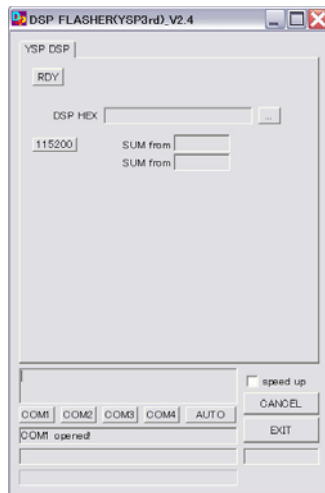 DSP FLASHER(YSP3rd)_V2.4
YSP DSP
RDY
DSP HEX ...
115200 SUM from
SUM from
speed up
COM1 COM2 COM3 COM4 AUTO CANCEL
COM1 opened! EXIT